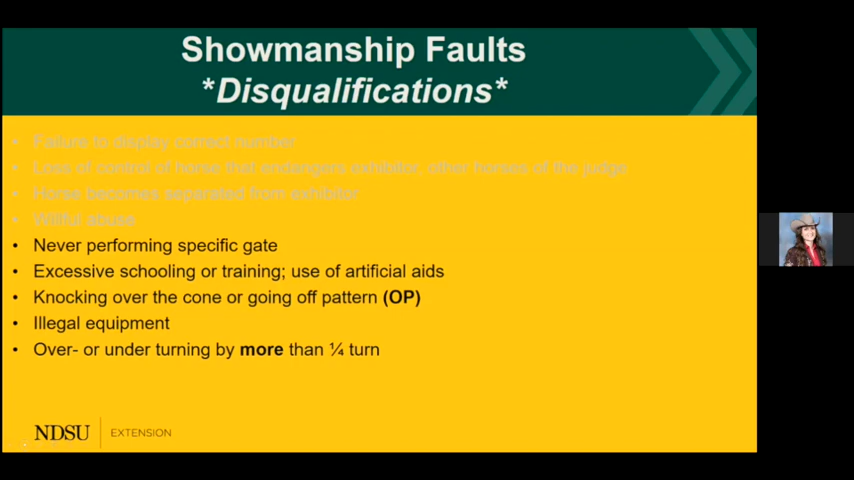 Showmanship Faults
*Disqualifications*
• Failure to display correct number
• Loss of control of horse that endangers exhibitor, other horses of the judge
• Horse becomes separated from exhibitor
• Willful abuse
• Never performing specific gate
• Excessive schooling or training; use of artificial aids
• Knocking over the cone or going off pattern (OP)
• Illegal equipment
• Over- or under turning by more than ¼ turn
NDSU EXTENSION